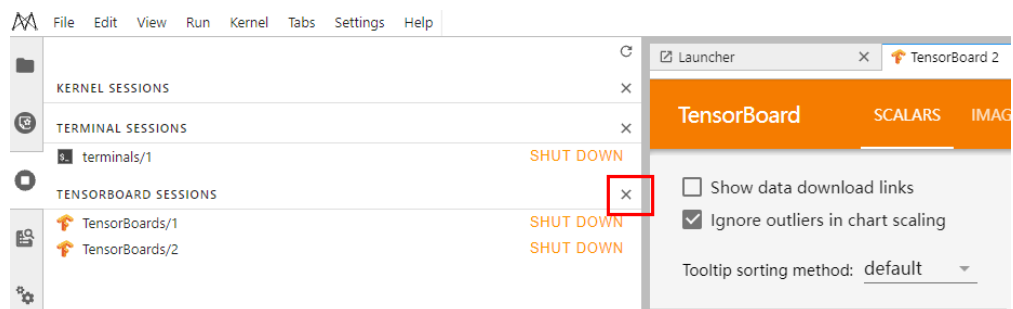 File Edit View Run Kernel Tabs Settings Help
KERNEL SESSIONS
TERMINAL SESSIONS
terminals/1 SHUT DOWN
TENSORBOARD SESSIONS
TensorBoards/1 SHUT DOWN
TensorBoards/2 SHUT DOWN
Launcher TensorBoard 2
TensorBoard SCALARS IMAG
Show data download links
Ignore outliers in chart scaling
Tooltip sorting method: default